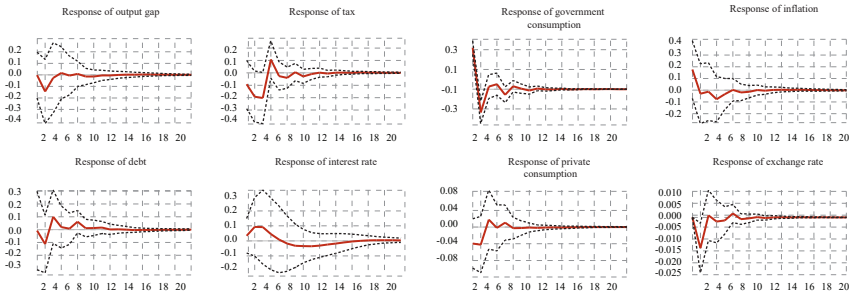 Response of output gap
0.2
0.1
0.0
-0.1
-0.2
-0.3
-0.4
2 4 6 8 10 12 14 16 18 20
Response of tax
0.2
0.1
0.0
-0.1
-0.2
-0.3
-0.4
2 4 6 8 10 12 14 16 18 20
Response of government
consumption
0.3
0.1
-0.1
-0.3
2 4 6 8 10 12 14 16 18 20
Response of inflation
0.4
0.3
0.2
0.1
0.0
-0.1
-0.2
2 4 6 8 10 12 14 16 18 20
Response of debt
0.3
0.2
0.1
0.0
-0.1
-0.2
-0.3
2 4 6 8 10 12 14 16 18 20
Response of interest rate
0.3
0.2
0.1
0.0
-0.1
-0.2
2 4 6 8 10 12 14 16 18 20
Response of private
consumption
0.08
0.04
-0.00
-0.04
-0.08
2 4 6 8 10 12 14 16 18 20
Response of exchange rate
0.010
0.005
-0.000
-0.005
-0.010
-0.015
-0.020
-0.025
2 4 6 8 10 12 14 16 18 20